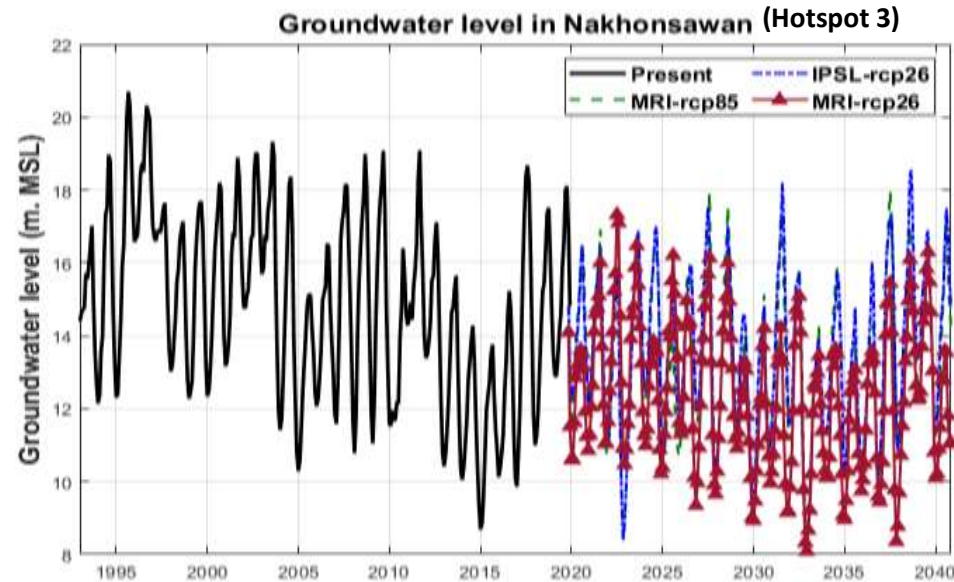 Groundwater level in Nakhonsawan (Hotspot 3)
22
20
18
16
14
12
10
8
Groundwater level (m. MSL)
Present
IPSL-rcp26
MRI-rcp85
MRI-rcp26
1995 2000 2005 2010 2015 2020 2025 2030 2035 2040